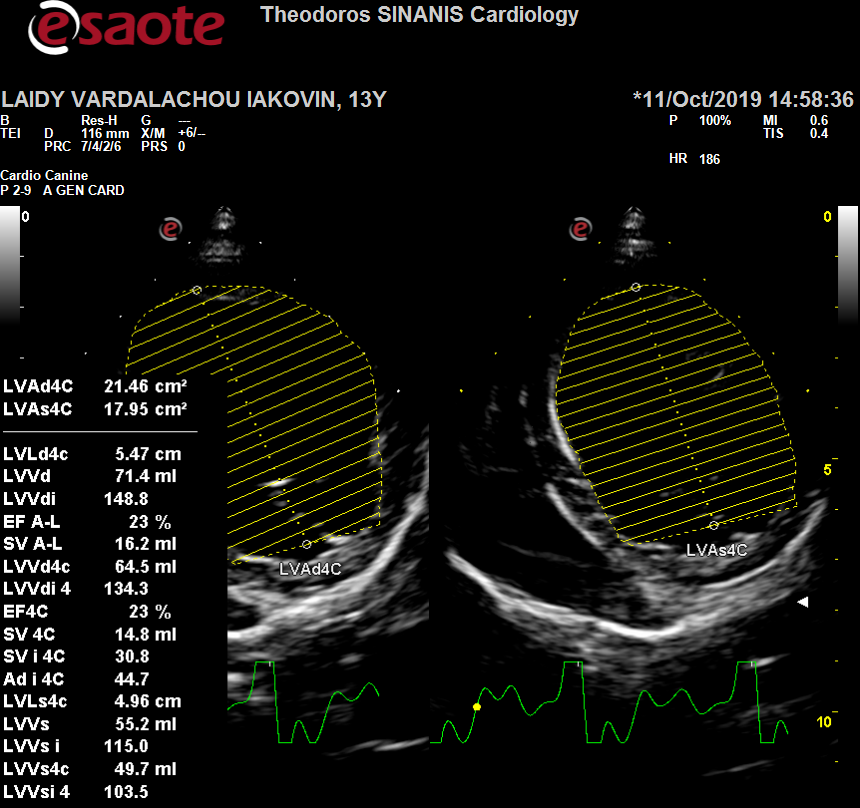 esaote
Theodoros SINANIS Cardiology
LAIDY VARDALACHOU IAKOVIN, 13Y
*11/Oct/2019 14:58:36
B Res-H G ---
TEI D 116 mm X/M +6/--
PRC 7/4/2/6 PRS 0
P 100% MI 0.6
TIS 0.4
HR 186
Cardio Canine
P 2-9 A GEN CARD
0
0
e
e
LVAd4C 21.46 cm²
LVAs4C 17.95 cm²
LVLd4c 5.47 cm
LVVd 71.4 ml
LVVdi 148.8
EF A-L 23 %
SV A-L 16.2 ml
LVVd4c 64.5 ml
LVVdi 4 134.3
EF4C 23 %
SV 4C 14.8 ml
SV i 4C 30.8
Ad i 4C 44.7
LVLs4c 4.96 cm
LVVs 55.2 ml
LVVs i 115.0
LVVs4c 49.7 ml
LVVsi 4 103.5
LVAd4C
LVAs4C
5
10